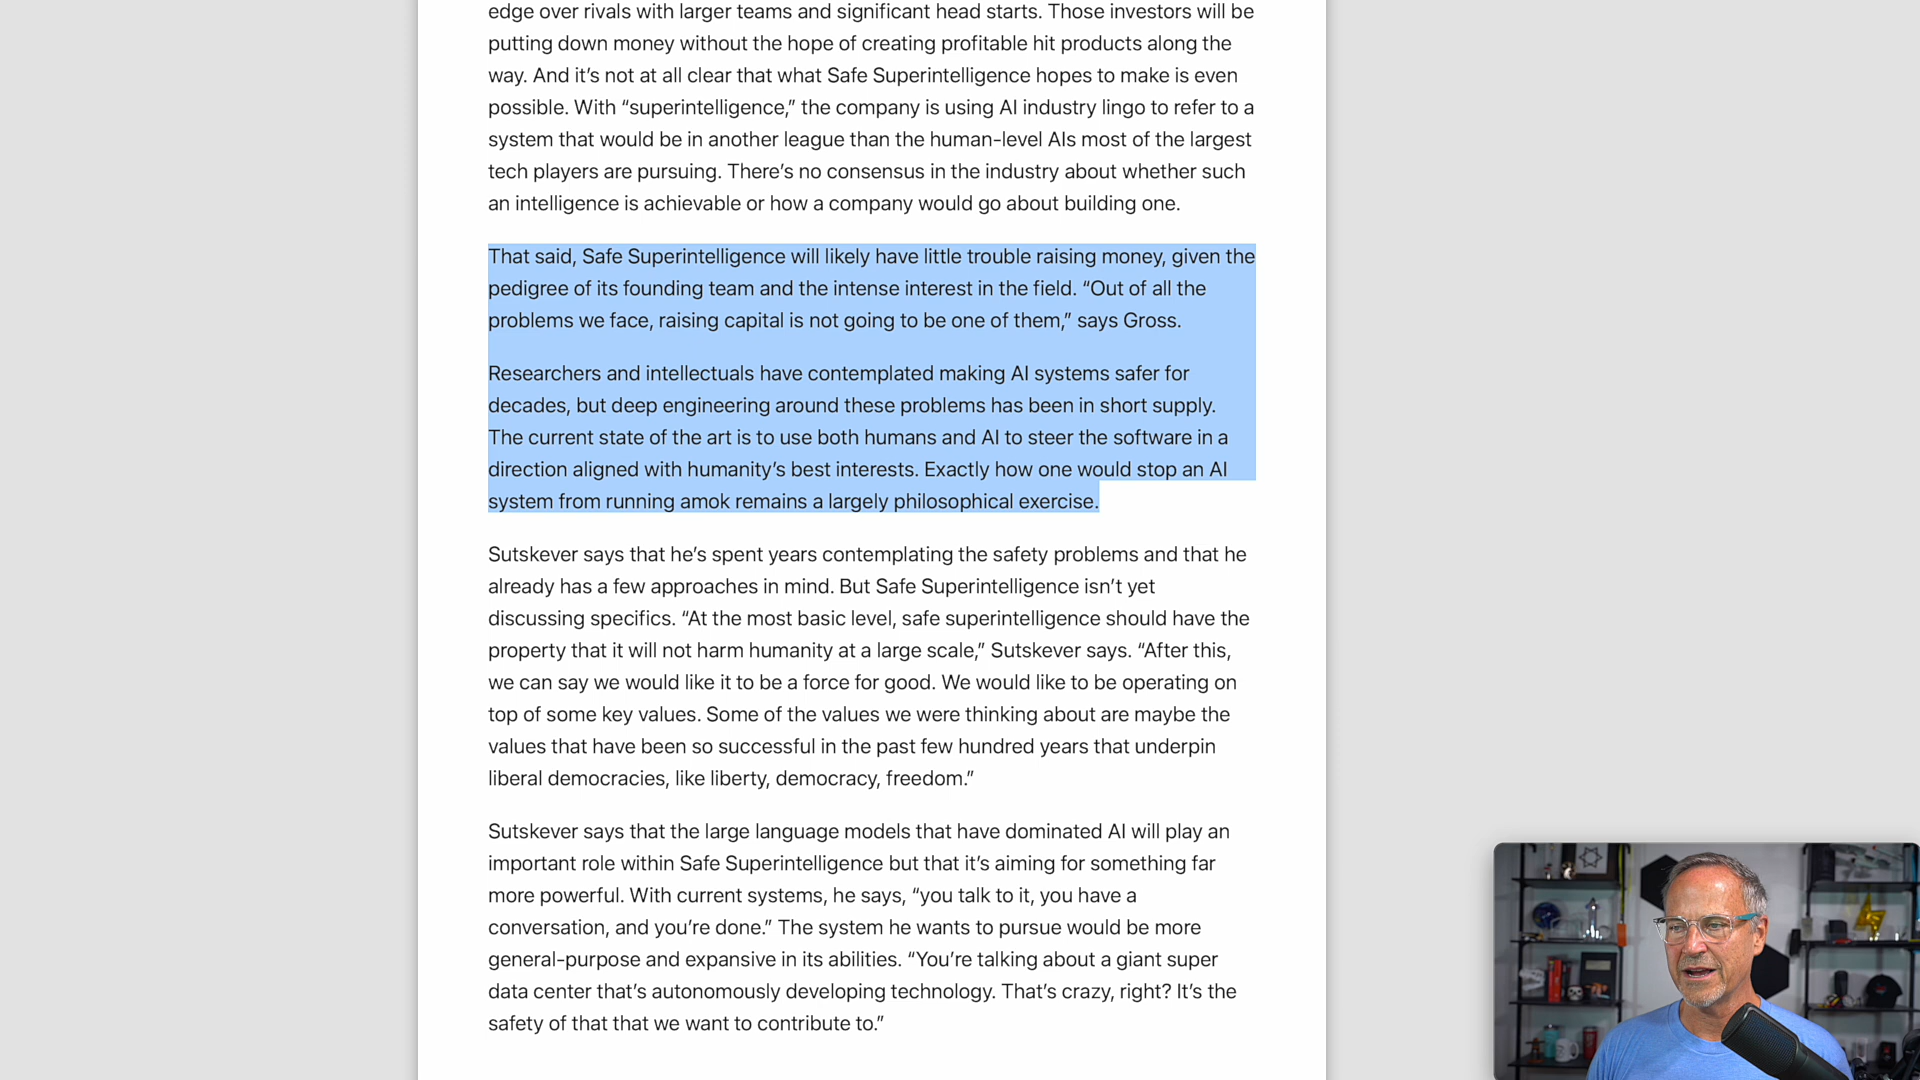 edge over rivals with larger teams and significant head starts. Those investors will be
putting down money without the hope of creating profitable hit products along the
way. And it’s not at all clear that what Safe Superintelligence hopes to make is even
possible. With “superintelligence,” the company is using AI industry lingo to refer to a
system that would be in another league than the human-level AIs most of the largest
tech players are pursuing. There’s no consensus in the industry about whether such
an intelligence is achievable or how a company would go about building one.
That said, Safe Superintelligence will likely have little trouble raising money, given the
pedigree of its founding team and the intense interest in the field. “Out of all the
problems we face, raising capital is not going to be one of them,” says Gross.
Researchers and intellectuals have contemplated making AI systems safer for
decades, but deep engineering around these problems has been in short supply.
The current state of the art is to use both humans and AI to steer the software in a
direction aligned with humanity’s best interests. Exactly how one would stop an AI
system from running amok remains a largely philosophical exercise.
Sutskever says that he’s spent years contemplating the safety problems and that he
already has a few approaches in mind. But Safe Superintelligence isn’t yet
discussing specifics. “At the most basic level, safe superintelligence should have the
property that it will not harm humanity at a large scale,” Sutskever says. “After this,
we can say we would like it to be a force for good. We would like to be operating on
top of some key values. Some of the values we were thinking about are maybe the
values that have been so successful in the past few hundred years that underpin
liberal democracies, like liberty, democracy, freedom.”
Sutskever says that the large language models that have dominated AI will play an
important role within Safe Superintelligence but that it’s aiming for something far
more powerful. With current systems, he says, “you talk to it, you have a
conversation, and you’re done.” The system he wants to pursue would be more
general-purpose and expansive in its abilities. “You’re talking about a giant super
data center that’s autonomously developing technology. That’s crazy, right? It’s the
safety of that that we want to contribute to.”